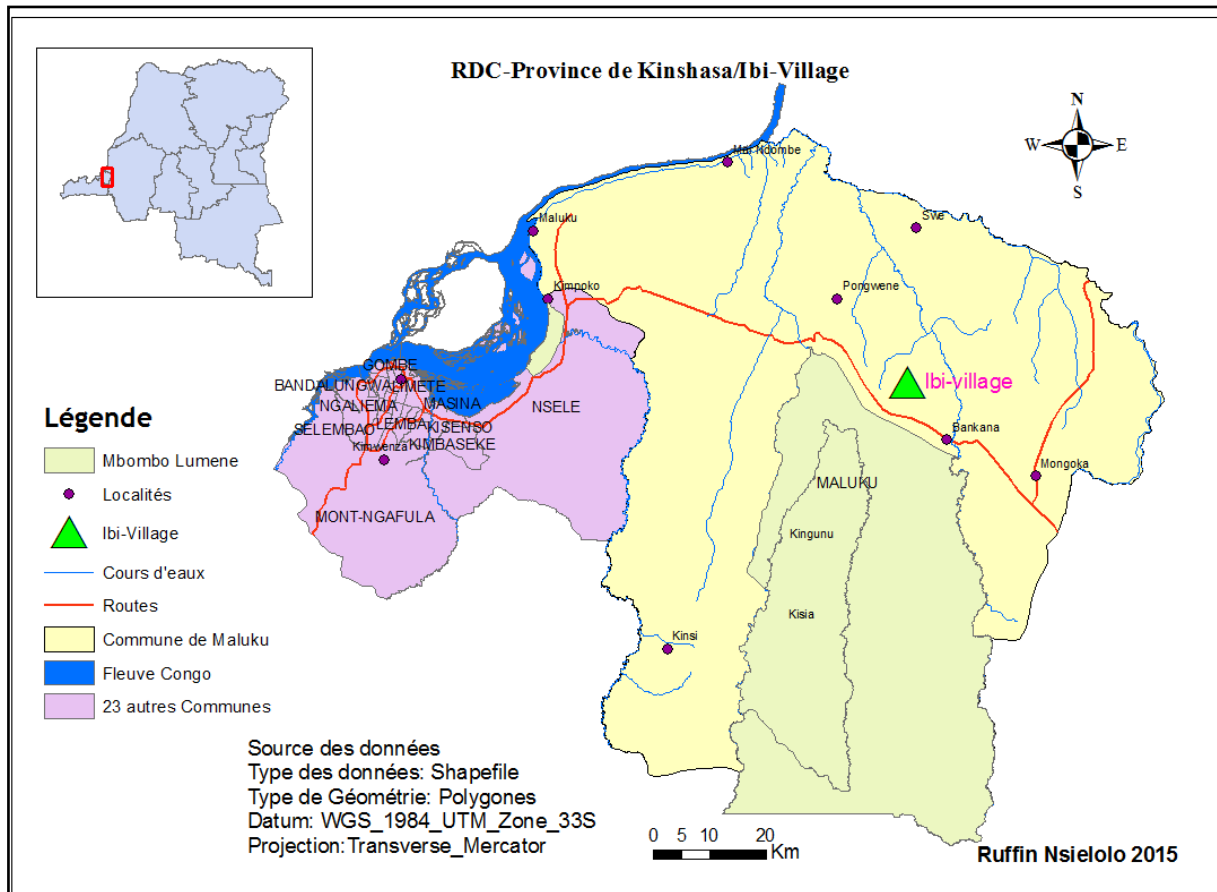 RDC-Province de Kinshasa/Ibi-Village
N
W
E
S
Mai Ndombe
Maluku
Swe
Kimpoko
Pongwene
GOMBE
BANDALUNGWA
LIMETE
Ibi-village
NGALIEMA
MASINA
NSELE
LEMBA
KISENSO
SELEMBAO
Bankana
Kimwenza
KIMBASEKE
Mongoka
MALUKU
MONT-NGAFULA
Kingunu
Kisia
Kinsi
Légende
Mbombo Lumene
Localités
Ibi-Village
Cours d'eaux
Routes
Commune de Maluku
Fleuve Congo
23 autres Communes
Source des données
Type des données: Shapefile
Type de Géométrie: Polygones
Datum: WGS_1984_UTM_Zone_33S
Projection:Transverse_Mercator
0 5 10 20
Km
Ruffin Nsielolo 2015